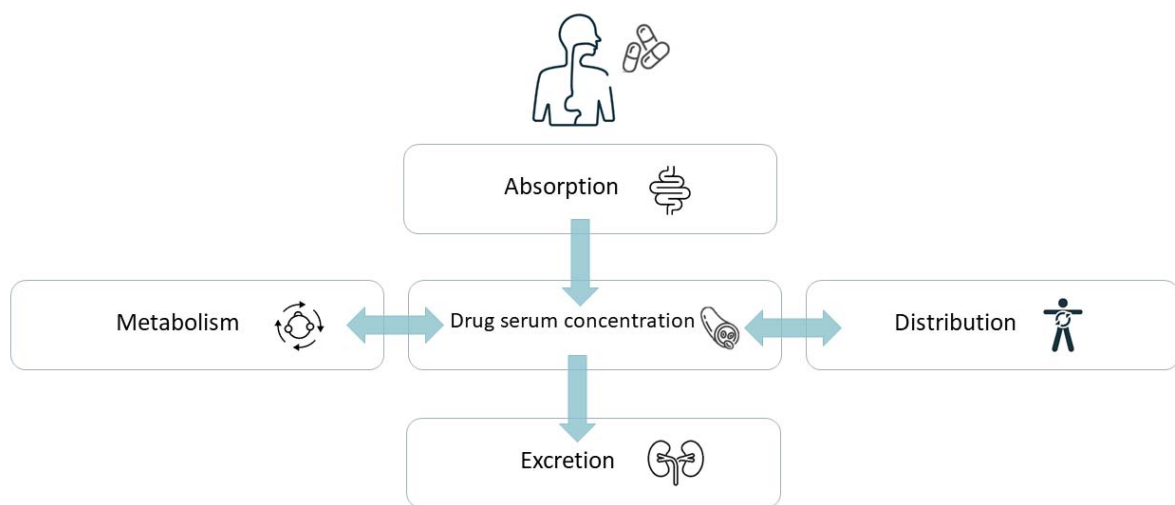 Absorption
Metabolism
Drug serum concentration
Distribution
Excretion